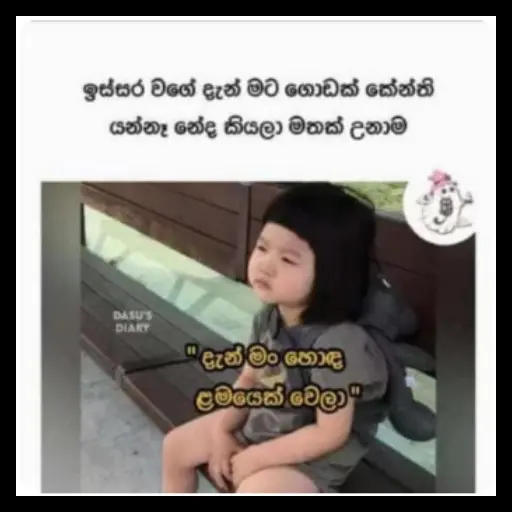 ඉස්සර වගේ දැන් මට ගොඩක් කේන්ති
යන්නෑ නේද කියලා මතක් උනාම
DASU'S
DIARY
" දැන් මං හොඳ
ළමයෙක් වෙලා "